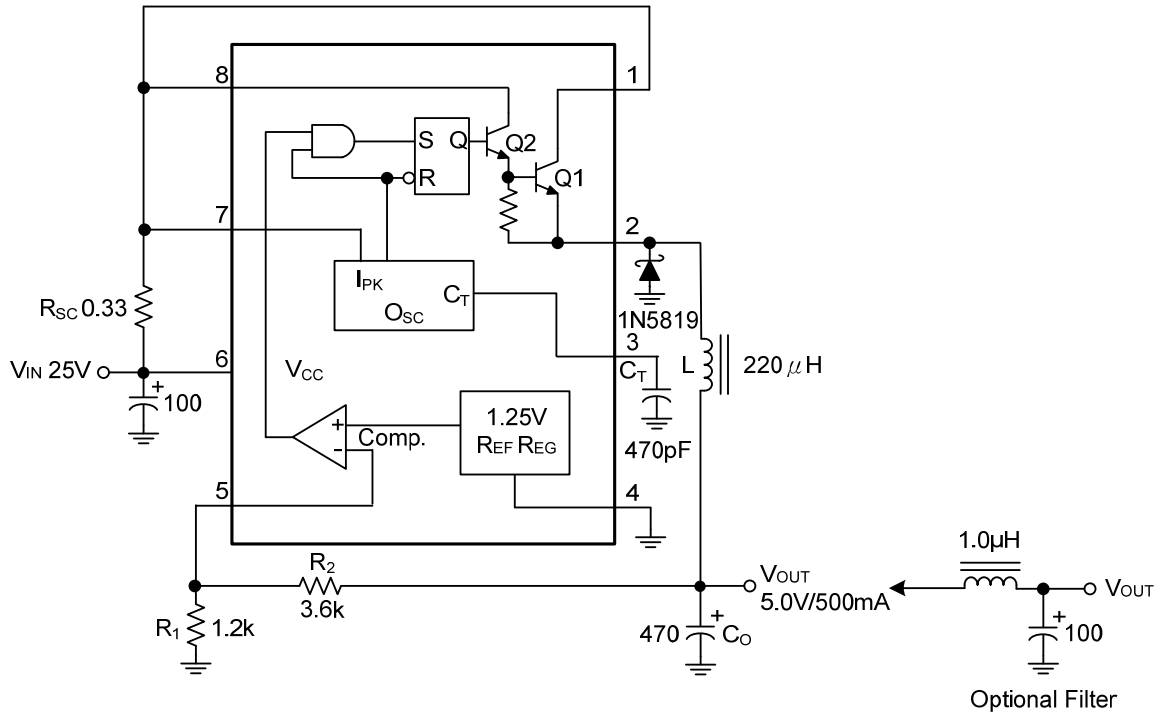 8
1
S
Q
Q2
R
Q1
7
2
IPK
CT
OSC
RSC 0.33
1N5819
3
VIN 25V
6
VCC
CT
L
220 μH
+
100
1.25V
REF REG
+
-
Comp.
470pF
5
4
R2
3.6k
1.0μH
VOUT
5.0V/500mA
VOUT
R1
1.2k
470
+
CO
+
100
Optional Filter